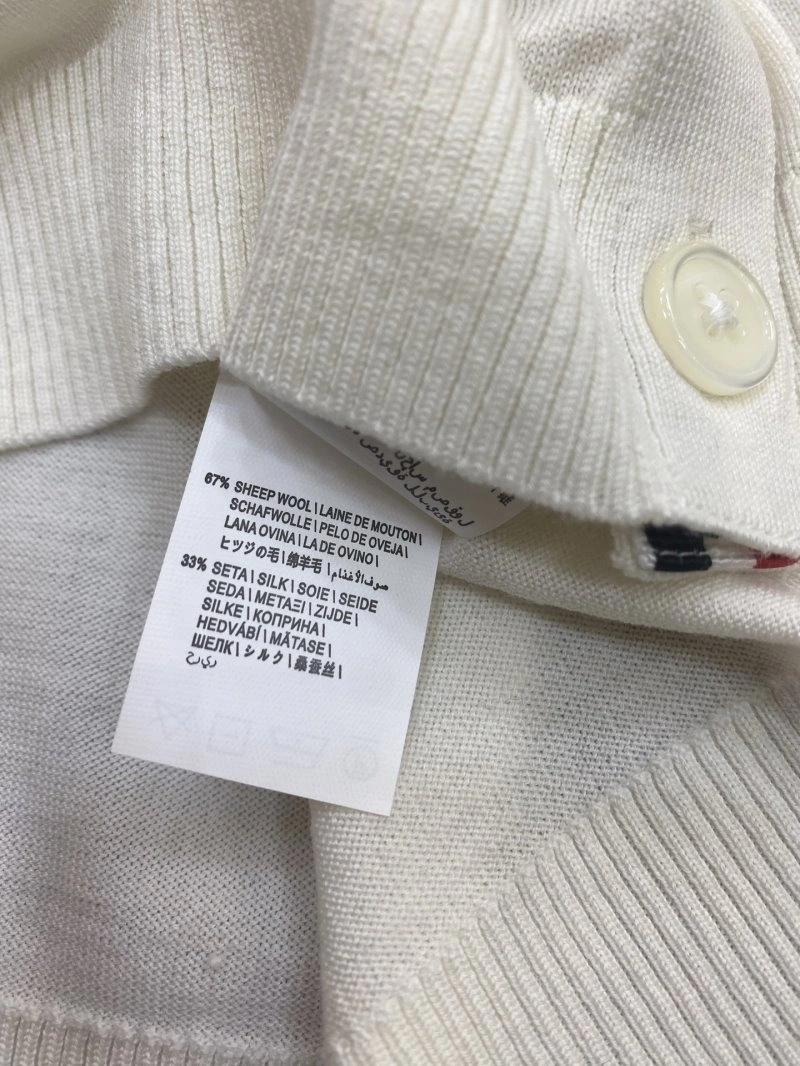 67% SHEEP WOOL \ LAINE DE MOUTON \
SCHAFWOLLE \ PELO DE OVEJA \
LANA OVINA \ LA DE OVINO \
ヒツジの毛 \ 绵羊毛 \ صوف الأغنام \
33% SETA \ SILK \ SOIE \ SEIDE
SEDA \ ΜΕΤΑΞΙ \ ZIJDE \
SILKE \ КОПРИНА \
HEDVÁBÍ \ MĂTASE \
ШЕЛК \ シルク \ 桑蚕丝 \
حرير